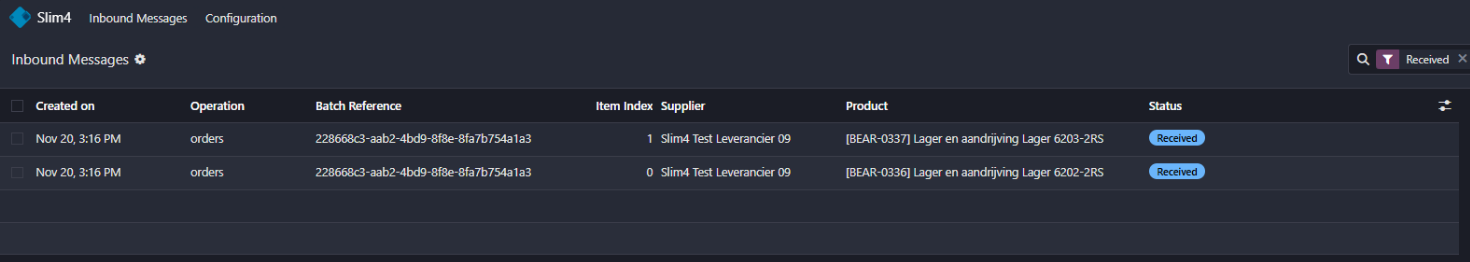 Slim4 Inbound Messages Configuration
Inbound Messages Received
Created on Operation Batch Reference Item Index Supplier Product Status
Nov 20, 3:16 PM orders 228668c3-aab2-4bd9-8f8e-8fa7b754a1a3 1 Slim4 Test Leverancier 09 [BEAR-0337] Lager en aandrijving Lager 6203-2RS Received
Nov 20, 3:16 PM orders 228668c3-aab2-4bd9-8f8e-8fa7b754a1a3 0 Slim4 Test Leverancier 09 [BEAR-0336] Lager en aandrijving Lager 6202-2RS Received